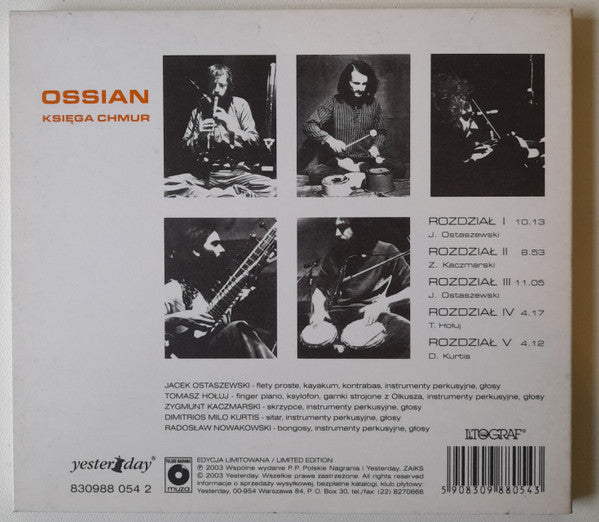 OSSIAN
KSIĘGA CHMUR
ROZDZIAŁ I 10.13
J. Ostaszewski
ROZDZIAŁ II 8.53
Z. Kaczmarski
ROZDZIAŁ III 11.05
J. Ostaszewski
ROZDZIAŁ IV 4.17
T. Hołuj
ROZDZIAŁ V 4.12
D. Kurtis
JACEK OSTASZEWSKI - flety proste, kayakum, kontrabas, instrumenty perkusyjne, głosy
TOMASZ HOŁUJ - finger piano, ksylofon, garnki strojone z Olkusza, instrumenty perkusyjne, głosy
ZYGMUNT KACZMARSKI - skrzypce, instrumenty perkusyjne, głosy
DIMITRIOS MILO KURTIS - sitar, instrumenty perkusyjne, głosy
RADOSŁAW NOWAKOWSKI - bongosy, instrumenty perkusyjne, głosy
yesterday®
830988 054 2
POLSKIE NAGRANIA
muza
EDYCJA LIMITOWANA / LIMITED EDITION
℗ 2003 Wspólne wydanie P.P. Polskie Nagrania i Yesterday, ZAIKS
© 2003 Yesterday. Wszelkie prawa zastrzeżone. All rights reserved
Informacje o sprzedaży wysyłkowej, bezpłatne katalogi, klub płytowy:
Yesterday, 00-954 Warszawa 84, P.O. Box 30, tel./fax (22) 8270666
LITOGRAF®
5 908309 880543